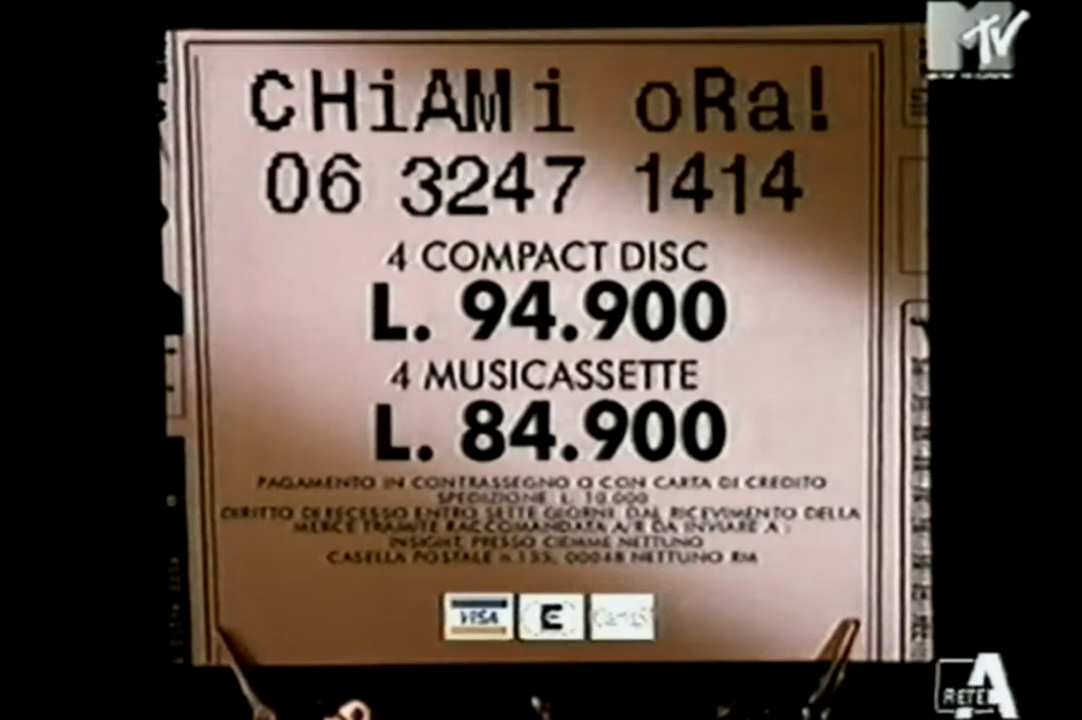 MTV
CHiAMi oRa!
06 3247 1414
4 COMPACT DISC
L. 94.900
4 MUSICASSETTE
L. 84.900
PAGAMENTO IN CONTRASSEGNO O CON CARTA DI CREDITO
SPEDIZIONE L. 10.000
DIRITTO DI RECESSO ENTRO SETTE GIORNI DAL RICEVIMENTO DELLA
MERCE TRAMITE RACCOMANDATA A/R DA INVIARE A :
INSIGHT, PRESSO CIEMME NETTUNO
CASELLA POSTALE n.135, 00048 NETTUNO RM
VISA E
RETE A